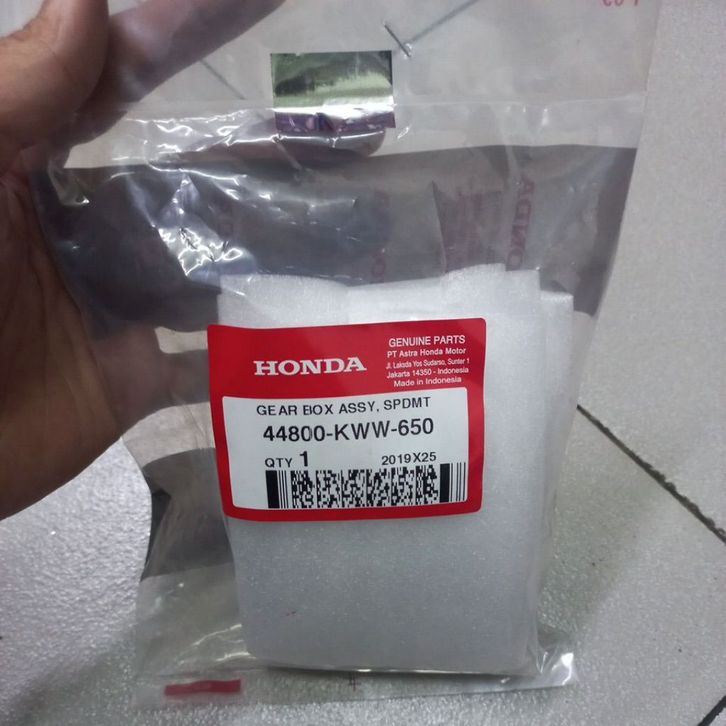 HONDA
GENUINE PARTS
PT Astra Honda Motor
Jl. Laksda Yos Sudarso, Sunter 1
Jakarta 14350 - Indonesia
Made in Indonesia
GEAR BOX ASSY, SPDMT
44800-KWW-650
QTY 1 2019X25